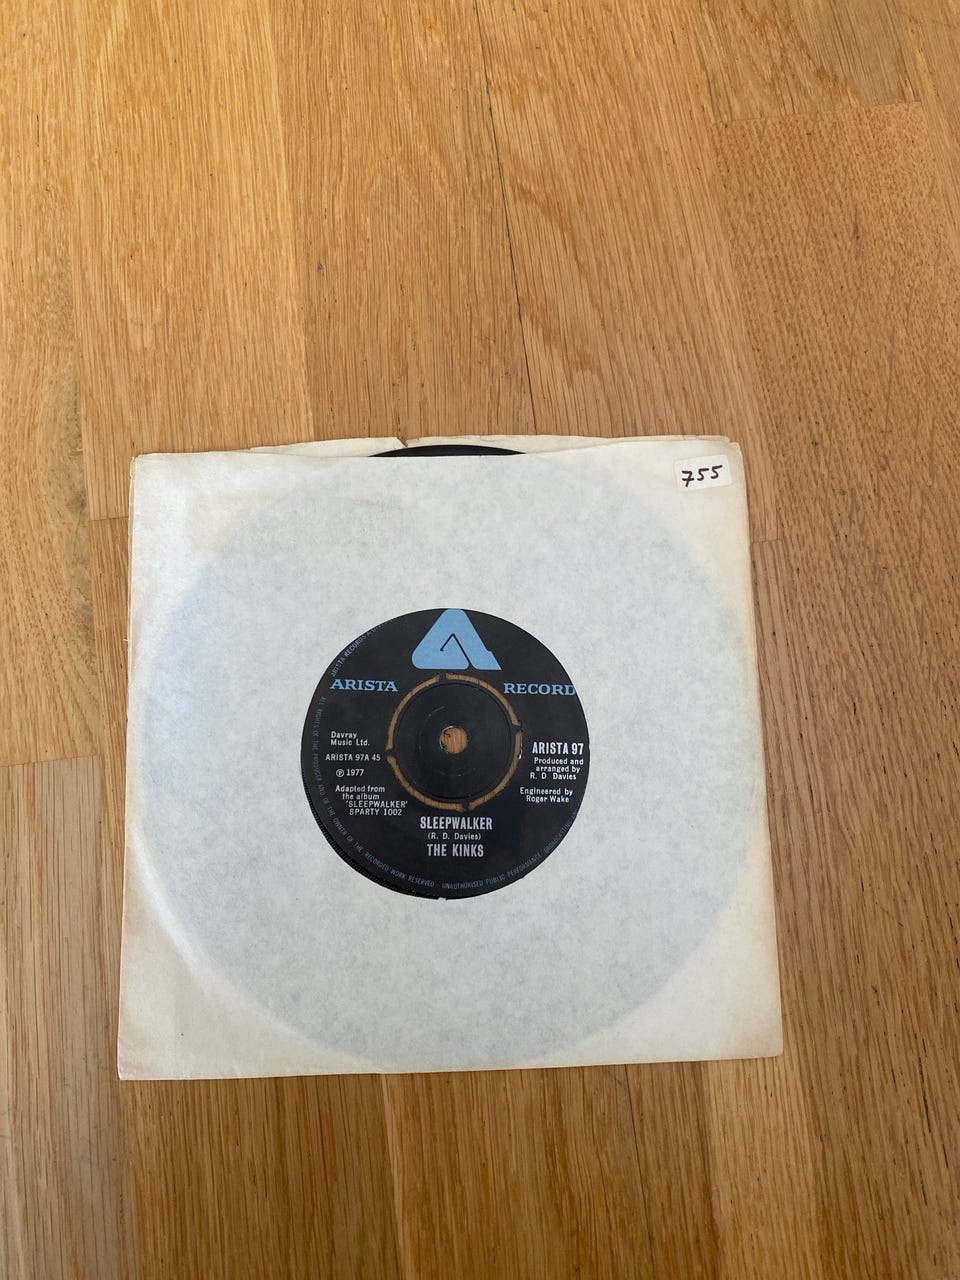 755
ARISTA RECORD
Davray
Music Ltd.
ARISTA 97A 45
℗ 1977
Adapted from
the album
'SLEEPWALKER'
SPARTY 1002
ARISTA 97
Produced and
arranged by
R. D. Davies
Engineered by
Roger Wake
SLEEPWALKER
(R. D. Davies)
THE KINKS
ARISTA RECORDS
ALL RIGHTS OF THE PRODUCER AND OF THE OWNER OF THE RECORDED WORK RESERVED · UNAUTHORISED PUBLIC PERFORMANCE BROADCASTING